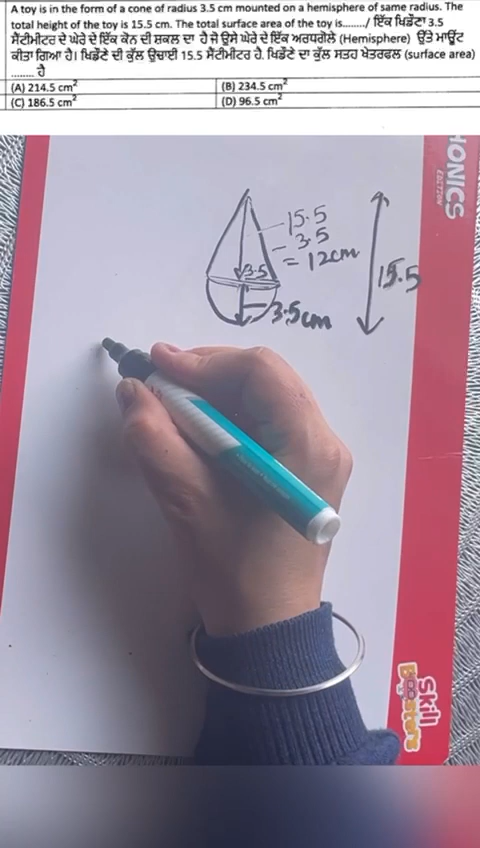 A toy is in the form of a cone of radius 3.5 cm mounted on a hemisphere of same radius. The
total height of the toy is 15.5 cm. The total surface area of the toy is......../ ਇੱਕ ਖਿਡੌਣਾ 3.5
ਸੈਂਟੀਮੀਟਰ ਦੇ ਘੇਰੇ ਦੇ ਇੱਕ ਕੋਨ ਦੀ ਸ਼ਕਲ ਦਾ ਹੈ ਜੋ ਉਸੇ ਘੇਰੇ ਦੇ ਇੱਕ ਅਰਧਗੋਲੇ (Hemisphere) ਉੱਤੇ ਮਾਊਂਟ
ਕੀਤਾ ਗਿਆ ਹੈ। ਖਿਡੌਣੇ ਦੀ ਕੁੱਲ ਉਚਾਈ 15.5 ਸੈਂਟੀਮੀਟਰ ਹੈ. ਖਿਡੌਣੇ ਦਾ ਕੁੱਲ ਸਤਹ ਖੇਤਰਫਲ (surface area)
........ ਹੈ
(A) 214.5 cm²
(B) 234.5 cm²
(C) 186.5 cm²
(D) 96.5 cm²
PHONICS
EDITION
15.5
- 3.5
= 12cm
3.5
3.5cm
15.5
Skill
Boosters